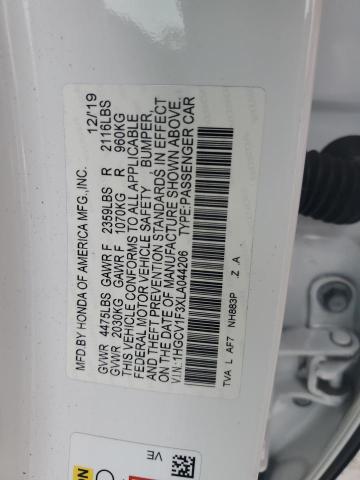 MFD.BY HONDA OF AMERICA MFG.,INC. 12/'19
GVWR 4475LBS GAWR F 2359LBS R 2116LBS
GVWR 2030KG GAWR F 1070KG R 960KG
THIS VEHICLE CONFORMS TO ALL APPLICABLE
FEDERAL MOTOR VEHICLE SAFETY, BUMPER,
AND THEFT PREVENTION STANDARDS IN EFFECT
ON THE DATE OF MANUFACTURE SHOWN ABOVE.
V.I.N.:1HGCV1F3XLA044206 TYPE:PASSENGER CAR
TVA L AF7 NH883P Z A
VE